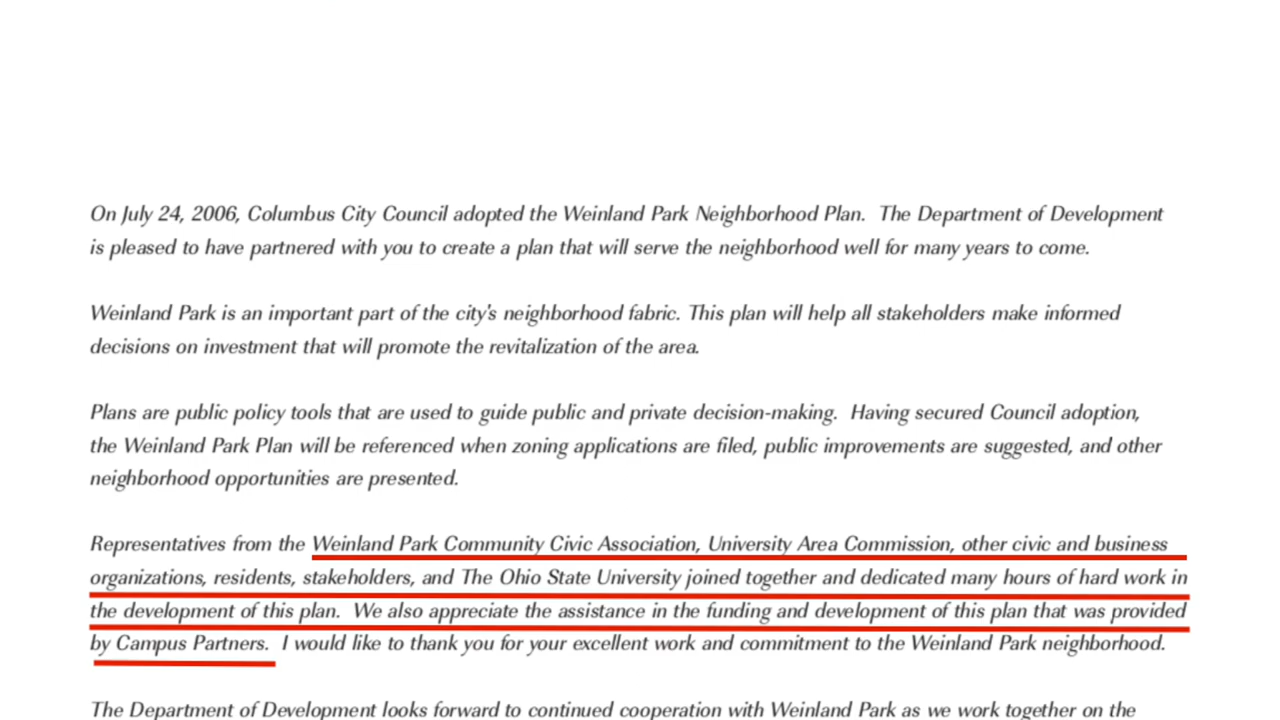 On July 24, 2006, Columbus City Council adopted the Weinland Park Neighborhood Plan.  The Department of Development
is pleased to have partnered with you to create a plan that will serve the neighborhood well for many years to come.
Weinland Park is an important part of the city's neighborhood fabric. This plan will help all stakeholders make informed
decisions on investment that will promote the revitalization of the area.
Plans are public policy tools that are used to guide public and private decision-making.  Having secured Council adoption,
the Weinland Park Plan will be referenced when zoning applications are filed, public improvements are suggested, and other
neighborhood opportunities are presented.
Representatives from the Weinland Park Community Civic Association, University Area Commission, other civic and business
organizations, residents, stakeholders, and The Ohio State University joined together and dedicated many hours of hard work in
the development of this plan.  We also appreciate the assistance in the funding and development of this plan that was provided
by Campus Partners.  I would like to thank you for your excellent work and commitment to the Weinland Park neighborhood.
The Department of Development looks forward to continued cooperation with Weinland Park as we work together on the